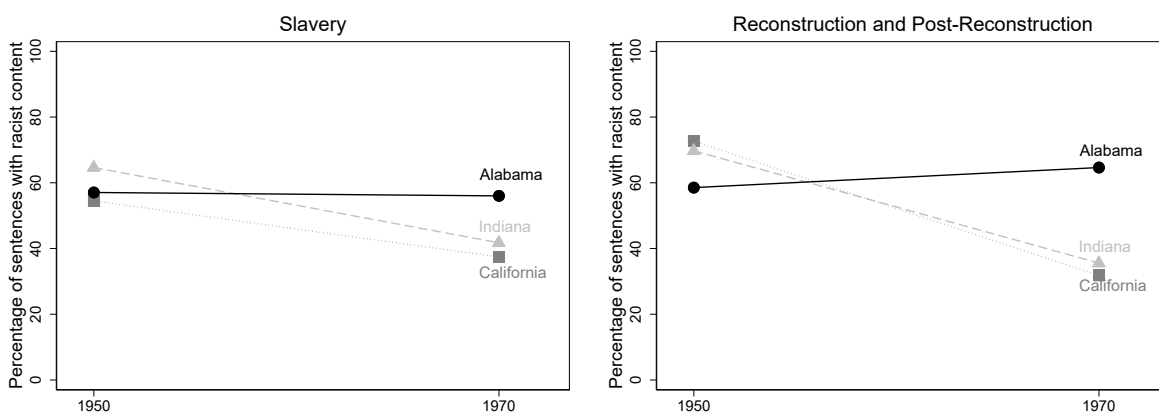 Slavery
Percentage of sentences with racist content
100
80
60
40
20
0
Alabama
Indiana
California
1950
1970
Reconstruction and Post-Reconstruction
Percentage of sentences with racist content
100
80
60
40
20
0
Alabama
Indiana
California
1950
1970